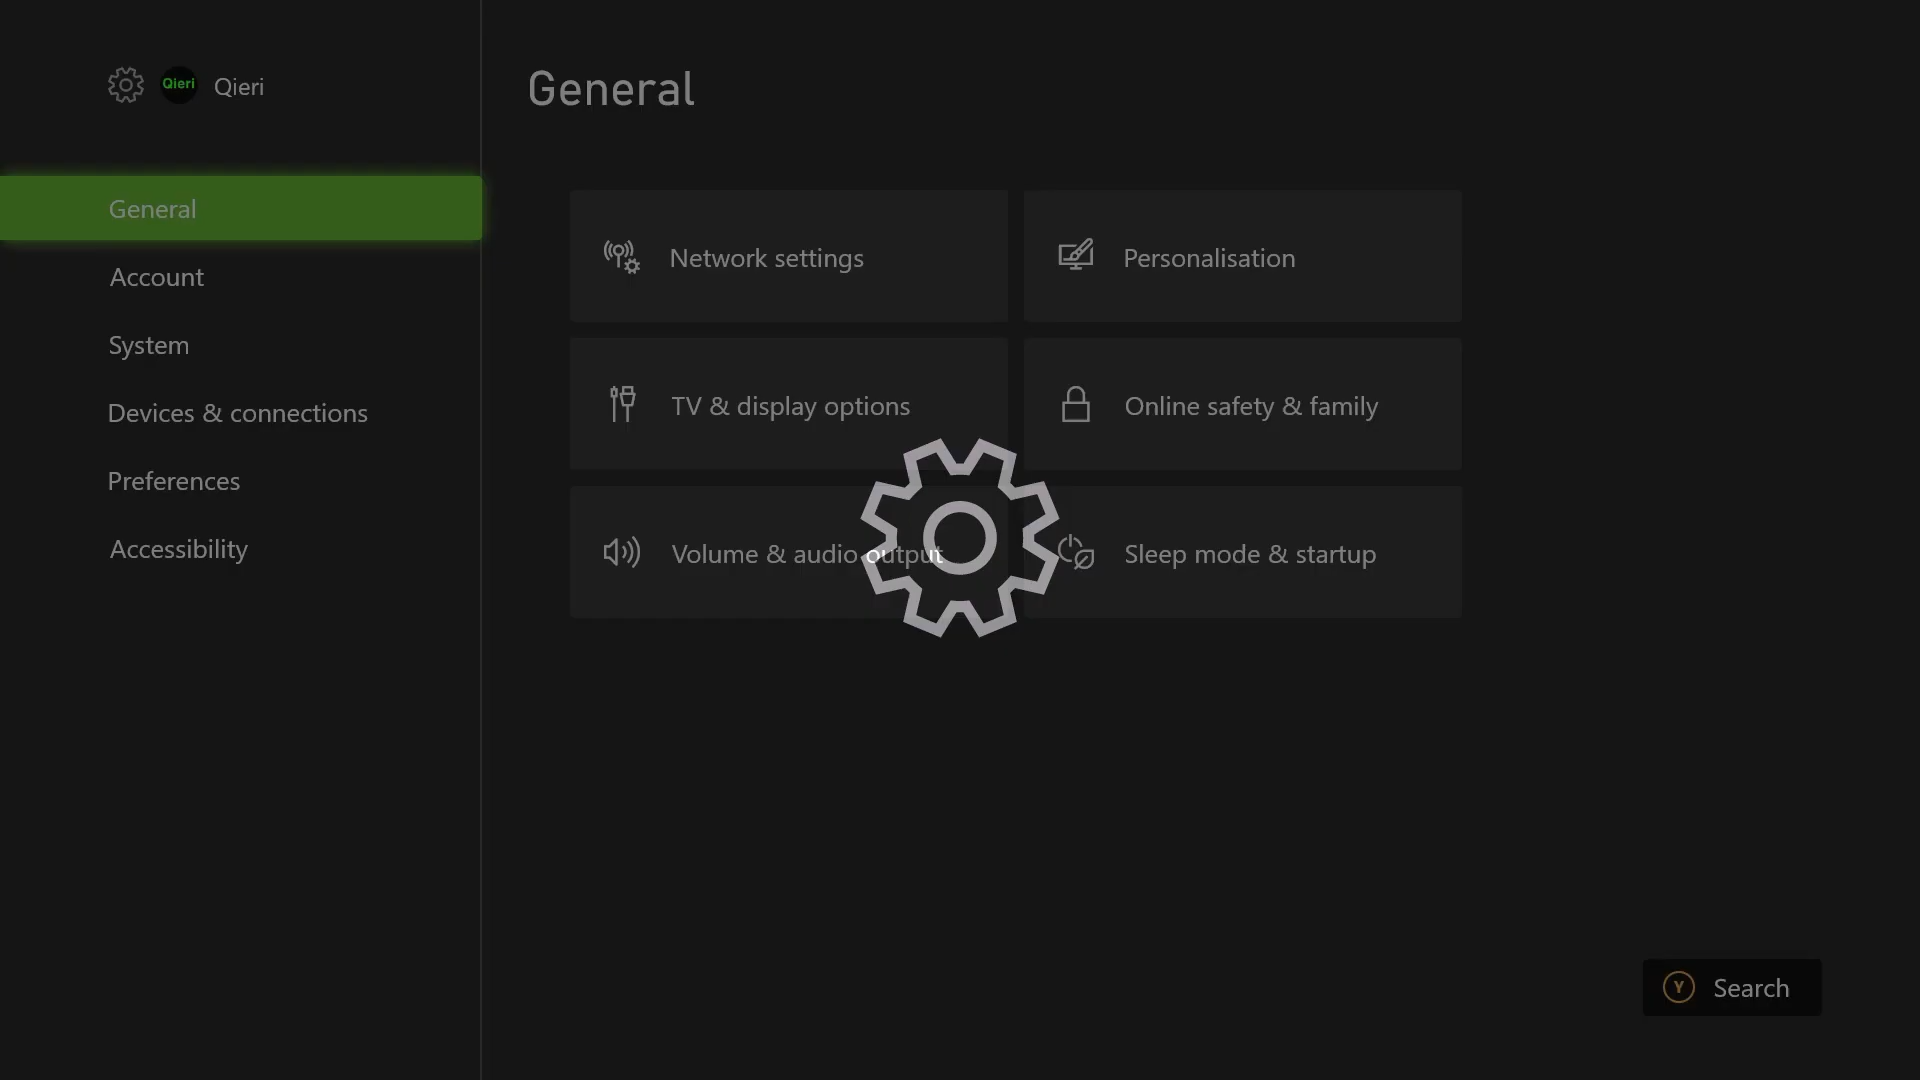 Qieri Qieri
General
General
Account
System
Devices & connections
Preferences
Accessibility
Network settings
Personalisation
TV & display options
Online safety & family
Volume & audio output
Sleep mode & startup
Y Search